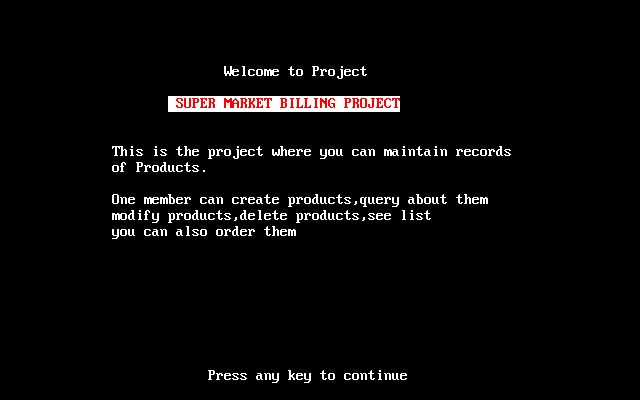 Welcome to Project
SUPER MARKET BILLING PROJECT
This is the project where you can maintain records
of Products.
One member can create products,query about them
modify products,delete products,see list
you can also order them
Press any key to continue